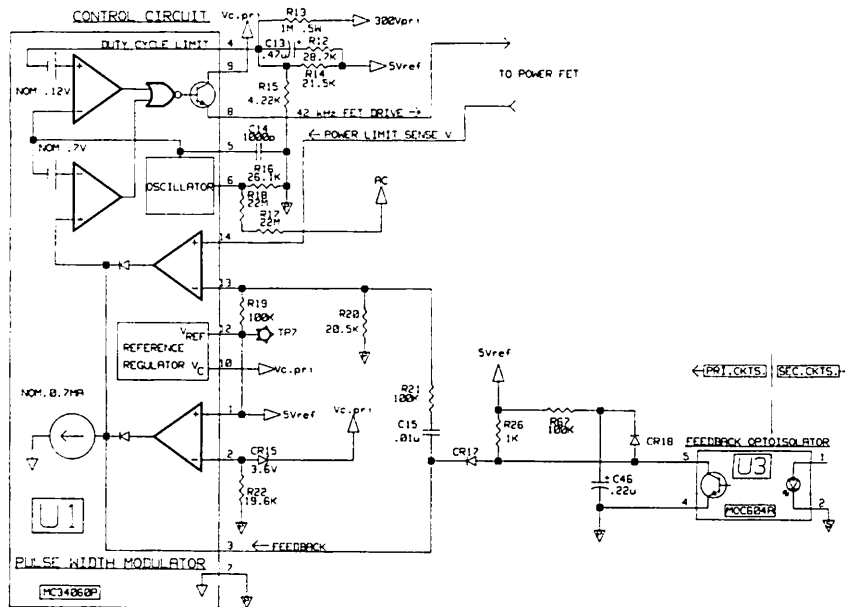 CONTROL CIRCUIT
Vc.pri
R13
1M .5W
300Vpri
DUTY CYCLE LIMIT
4
C13
.47u
R12
28.7K
R14
21.5K
5Vref
TO POWER FET
NOM .12V
9
R15
4.22K
8
42 kHz FET DRIVE
C14
1000p
POWER LIMIT SENSE V
NOM .7V
5
R16
26.1K
OSCILLATOR
6
R18
22M
R17
22M
AC
14
13
R19
100K
R20
20.5K
VREF
12
TP7
REFERENCE
REGULATOR VC
10
Vc.pri
5Vref
PRI.CKTS.
SEC.CKTS.
NOM.0.7MA
R21
100K
1
5Vref
Vc.pri
C15
.01u
R26
1K
R67
100K
CR18
FEEDBACK OPTOISOLATOR
2
CR15
3.6V
CR17
5
U3
1
R22
19.6K
C46
.22u
4
2
MOC604A
U1
3
FEEDBACK
PULSE WIDTH MODULATOR
7
MC34060P